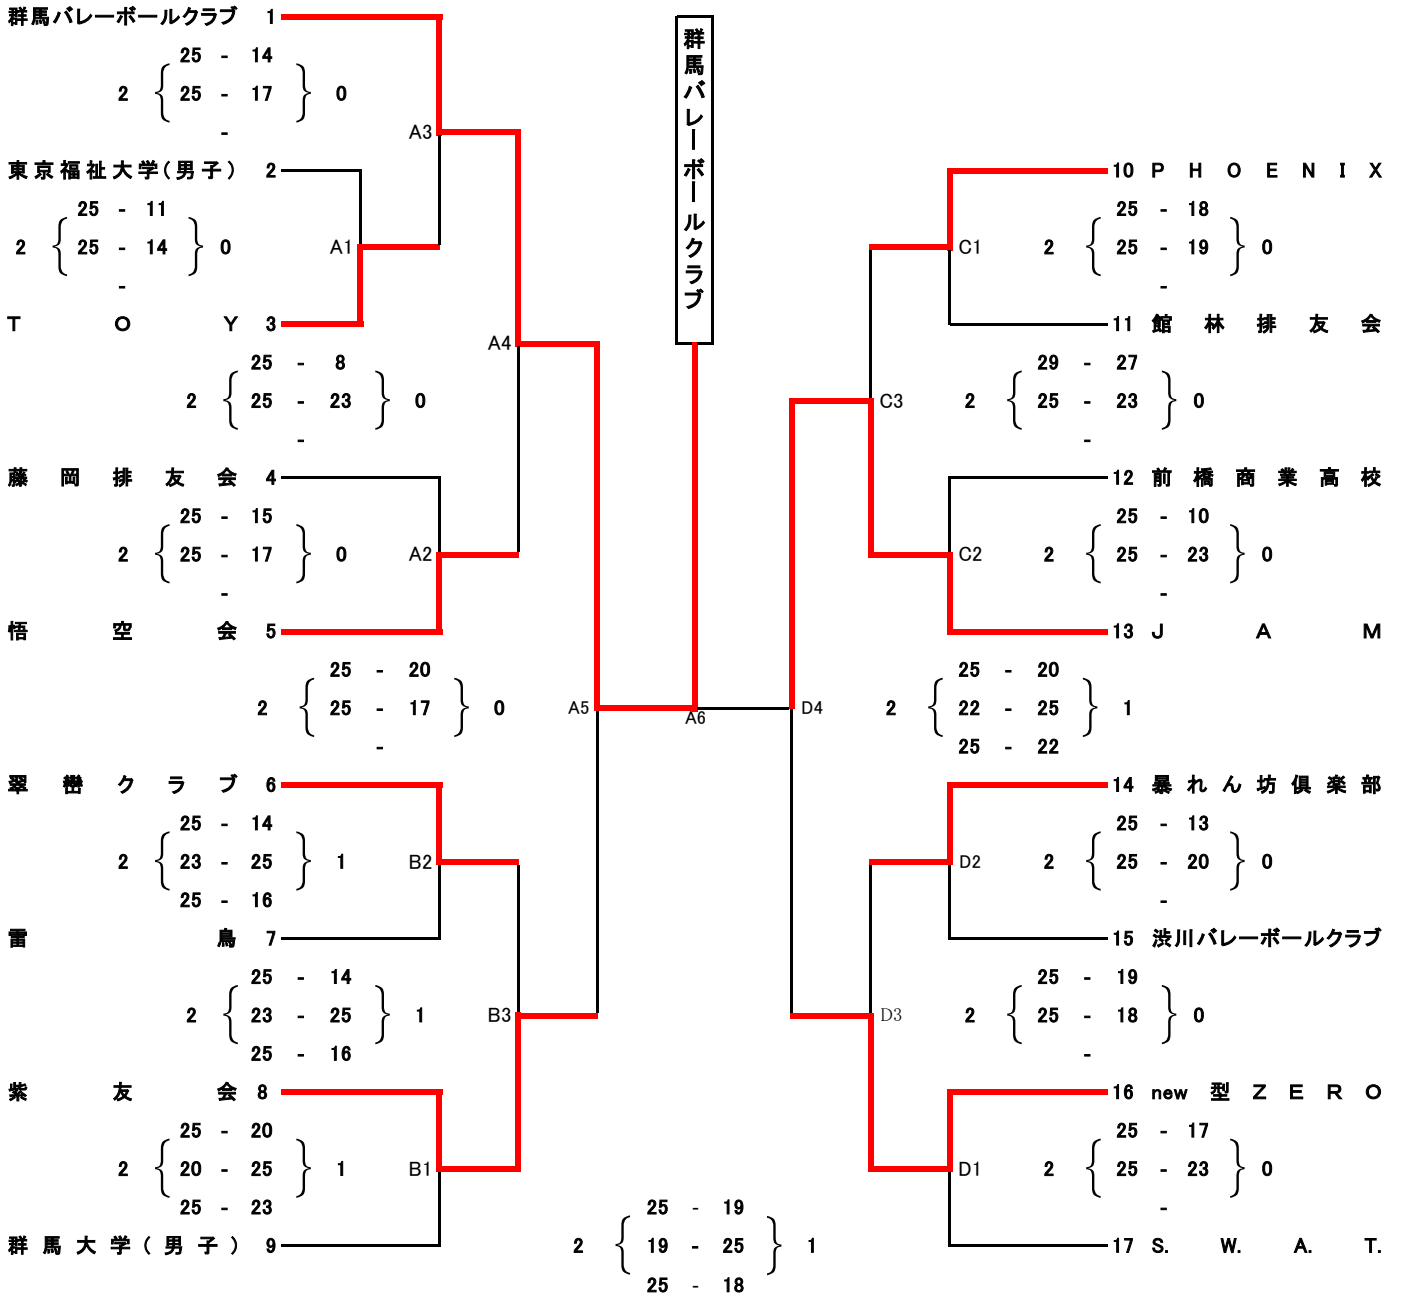 群馬バレーボールクラブ 1
25 - 14
2 { 25 - 17 } 0
-
A3
東京福祉大学(男子) 2
25 - 11
2 { 25 - 14 } 0
-
A1
TOY 3
25 - 8
2 { 25 - 23 } 0
-
A4
藤岡排友会 4
25 - 15
2 { 25 - 17 } 0
-
A2
悟空会 5
25 - 20
2 { 25 - 17 } 0
-
A5
翠巒クラブ 6
25 - 14
2 { 23 - 25 } 1
25 - 16
B2
雷鳥 7
25 - 14
2 { 23 - 25 } 1
25 - 16
B3
紫友会 8
25 - 20
2 { 20 - 25 } 1
25 - 23
B1
群馬大学(男子) 9
群馬バレーボールクラブ
A6
25 - 19
2 { 19 - 25 } 1
25 - 18
10 PHOENIX
25 - 18
C1 2 { 25 - 19 } 0
-
11 館林排友会
29 - 27
C3 2 { 25 - 23 } 0
-
12 前橋商業高校
25 - 10
C2 2 { 25 - 23 } 0
-
13 JAM
25 - 20
D4 2 { 22 - 25 } 1
25 - 22
14 暴れん坊倶楽部
25 - 13
D2 2 { 25 - 20 } 0
-
15 渋川バレーボールクラブ
25 - 19
D3 2 { 25 - 18 } 0
-
16 new型ZERO
25 - 17
D1 2 { 25 - 23 } 0
-
17 S. W. A. T.